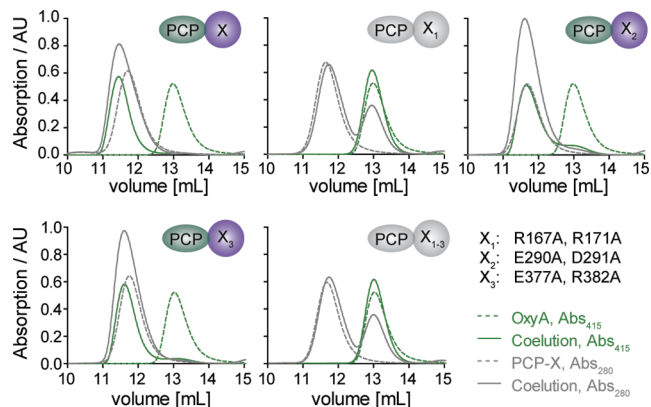 PCP X
PCP X1
PCP X2
Absorption / AU
1.0
0.8
0.6
0.4
0.2
0.0
10 11 12 13 14 15
10 11 12 13 14 15
10 11 12 13 14 15
volume [mL]
volume [mL]
volume [mL]
PCP X3
PCP X1-3
Absorption / AU
1.0
0.8
0.6
0.4
0.2
0.0
10 11 12 13 14 15
10 11 12 13 14 15
volume [mL]
volume [mL]
X1: R167A, R171A
X2: E290A, D291A
X3: E377A, R382A
OxyA, Abs415
Coelution, Abs415
PCP-X, Abs280
Coelution, Abs280